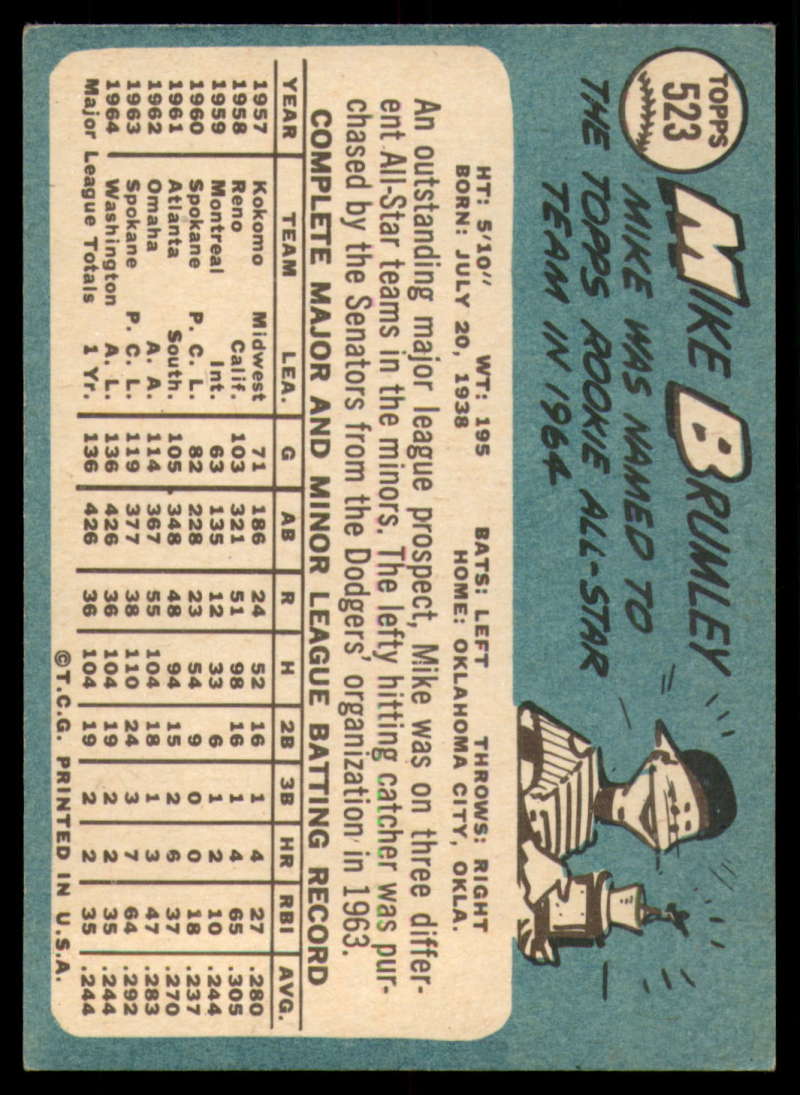 TOPPS
523
MIKE BRUMLEY
MIKE WAS NAMED TO
THE TOPPS ROOKIE ALL-STAR
TEAM IN 1964
HT: 5/10" WT: 195 BATS: LEFT THROWS: RIGHT
BORN: JULY 20, 1938 HOME: OKLAHOMA CITY, OKLA.
An outstanding major league prospect, Mike was on three differ-
ent All-Star teams in the minors. The lefty hitting catcher was pur-
chased by the Senators from the Dodgers' organization in 1963.
COMPLETE MAJOR AND MINOR LEAGUE BATTING RECORD
YEAR TEAM LEA. G AB R H 2B 3B HR RBI AVG.
1957 Kokomo Midwest 71 186 24 52 16 1 4 27 .280
1958 Reno Calif. 103 321 51 98 16 1 4 65 .305
1959 Montreal Int. 63 135 12 33 6 1 2 10 .244
1960 Spokane P. C. L. 82 228 23 54 9 0 0 18 .237
1961 Atlanta South. 105 348 48 94 15 2 6 37 .270
1962 Omaha A. A. 114 367 55 104 18 1 3 47 .283
1963 Spokane P. C. L. 119 377 38 110 24 3 7 64 .292
1964 Washington A. L. 136 426 36 104 19 2 2 35 .244
Major League Totals 1 Yr. 136 426 36 104 19 2 2 35 .244
©T.C.G. PRINTED IN U.S.A.